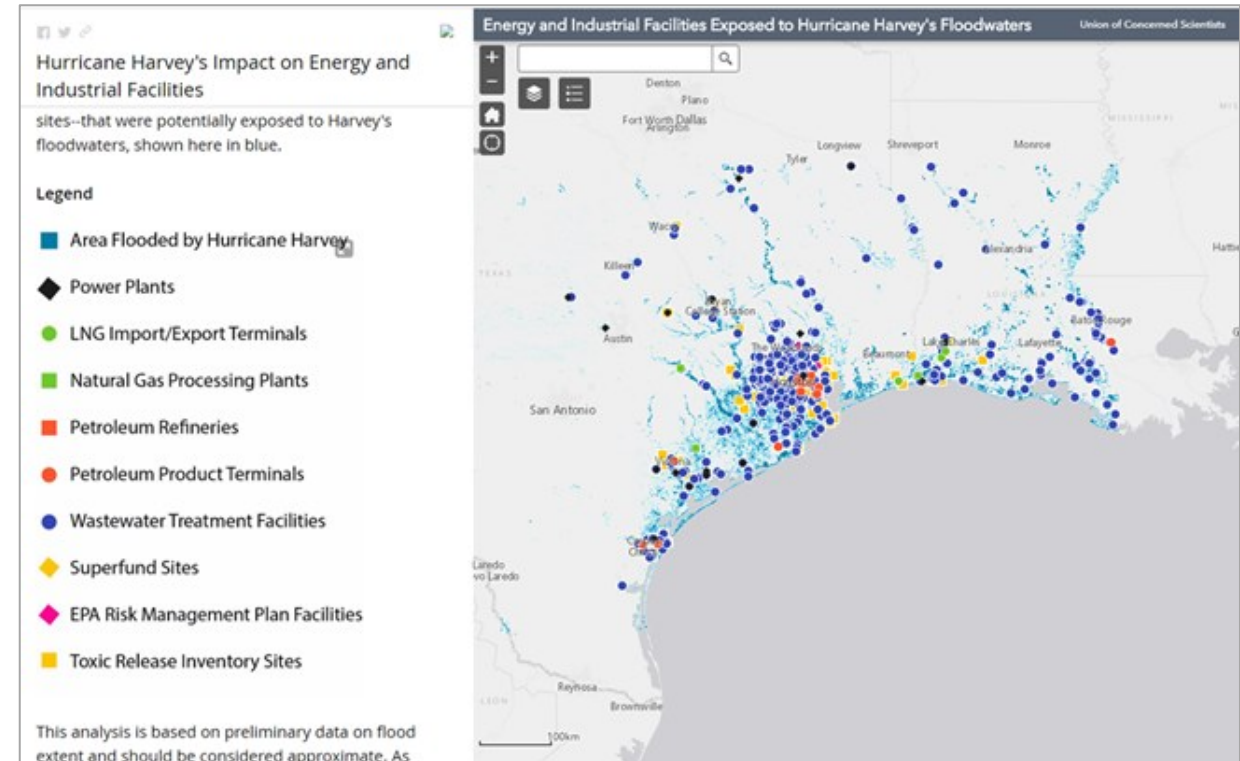 Hurricane Harvey's Impact on Energy and
Industrial Facilities
sites--that were potentially exposed to Harvey's
floodwaters, shown here in blue.
Legend
Area Flooded by Hurricane Harvey
Power Plants
LNG Import/Export Terminals
Natural Gas Processing Plants
Petroleum Refineries
Petroleum Product Terminals
Wastewater Treatment Facilities
Superfund Sites
EPA Risk Management Plan Facilities
Toxic Release Inventory Sites
This analysis is based on preliminary data on flood
extent and should be considered approximate. As
Energy and Industrial Facilities Exposed to Hurricane Harvey's Floodwaters
Union of Concerned Scientists
+
−
Denton
Plano
Fort Worth Dallas
Arlington
MISSISSIPPI
Longview
Shreveport
Monroe
Tyler
Waco
Alexandria
Killeen
TEXAS
LOUISIANA
College Station
Baton Rouge
Austin
The Woodlands
Beaumont
Lake Charles
Lafayette
San Antonio
Laredo
vo Laredo
Reynosa
LEON
Brownsville
100km